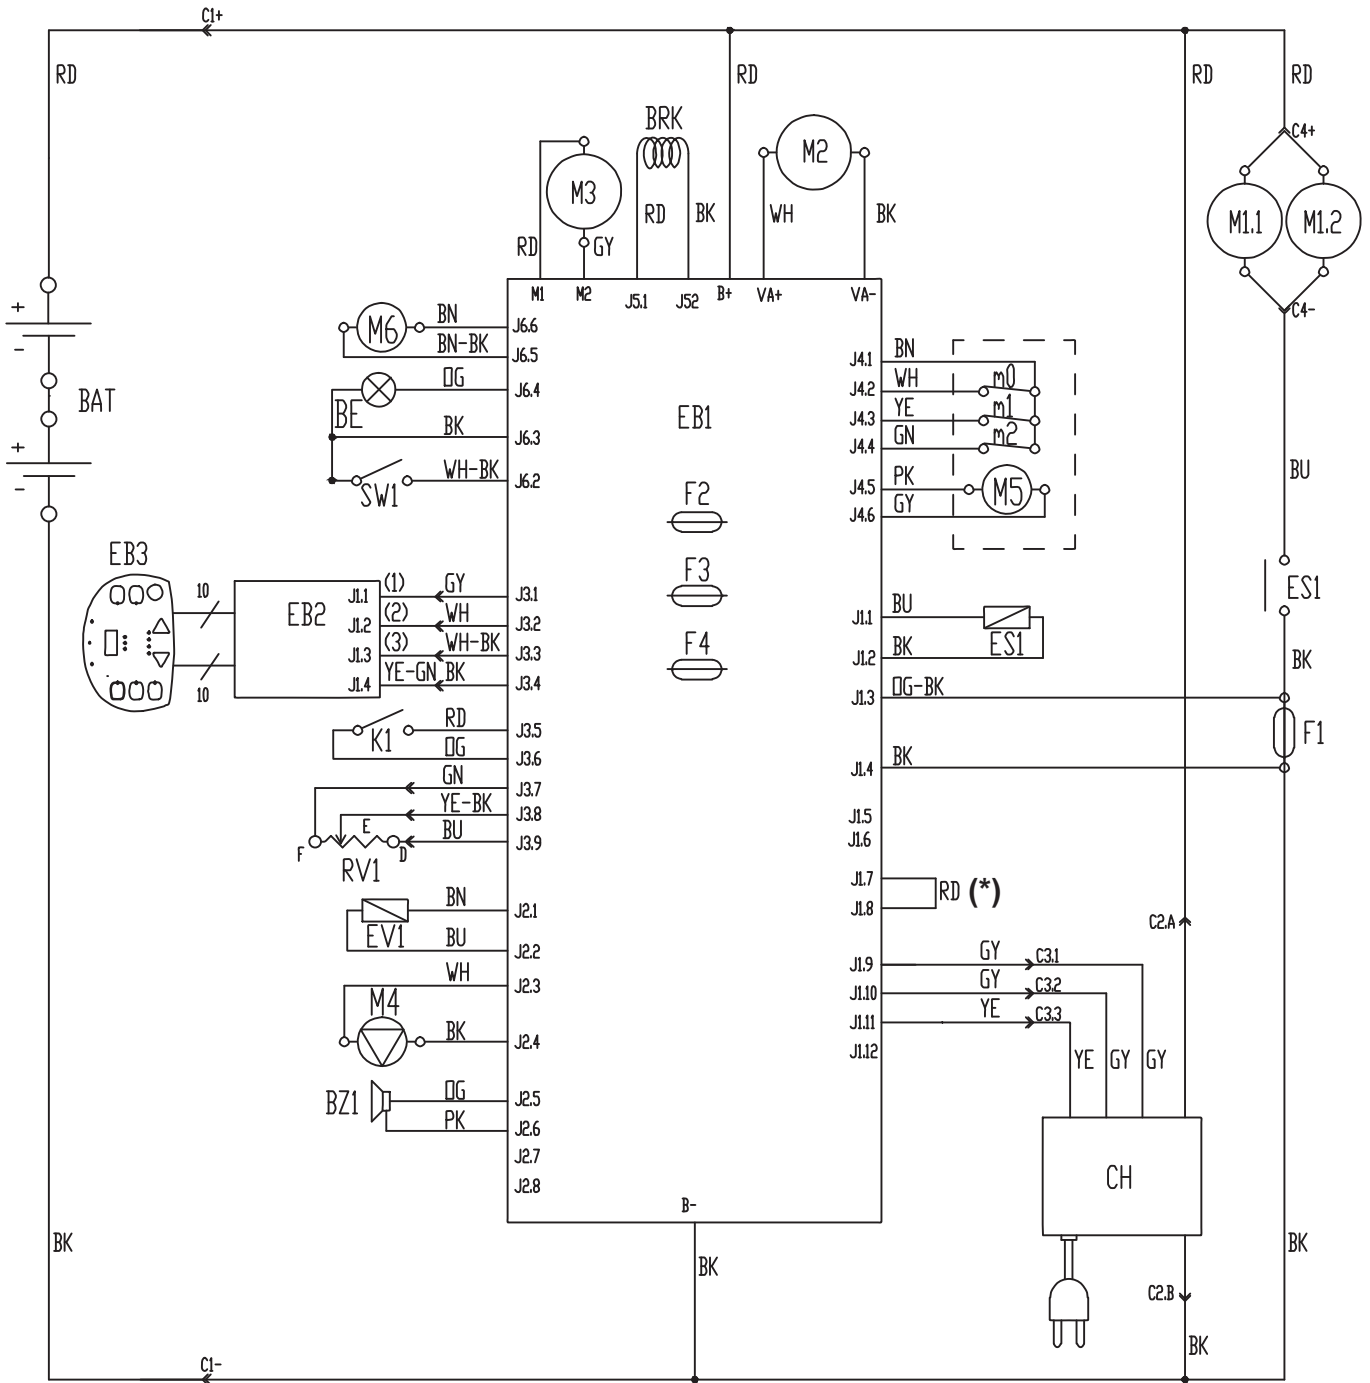 C1+
RD
RD
RD
RD
C4+
BRK
M2
M3
M1.1
M1.2
RD
BK
WH
BK
RD
GY
C4-
M1
M2
J5.1
J52
B+
VA+
VA-
+
-
BAT
+
-
M6
BN
J6.6
BN-BK
J6.5
OG
J6.4
BE
BK
J6.3
WH-BK
J6.2
SW1
EB1
F2
F3
F4
J4.1
BN
J4.2
WH
m0
J4.3
YE
m1
J4.4
GN
m2
J4.5
PK
M5
J4.6
GY
BU
ES1
BK
EB3
10
10
EB2
J1.1
(1)
GY
J3.1
J1.2
(2)
WH
J3.2
J1.3
(3)
WH-BK
J3.3
J1.4
YE-GN
BK
J3.4
J1.1
BU
ES1
J1.2
BK
J1.3
OG-BK
F1
J1.4
BK
K1
RD
J3.5
OG
J3.6
GN
J3.7
YE-BK
J3.8
BU
J3.9
E
F
D
RV1
J1.5
J1.6
J1.7
RD (*)
J1.8
BN
J2.1
EV1
BU
J2.2
WH
J2.3
M4
BK
J2.4
BZ1
OG
J2.5
PK
J2.6
J2.7
J2.8
C2.A
J1.9
GY
C3.1
J1.10
GY
C3.2
J1.11
YE
C3.3
J1.12
YE
GY
GY
CH
B-
BK
BK
BK
C2.B
BK
C1-